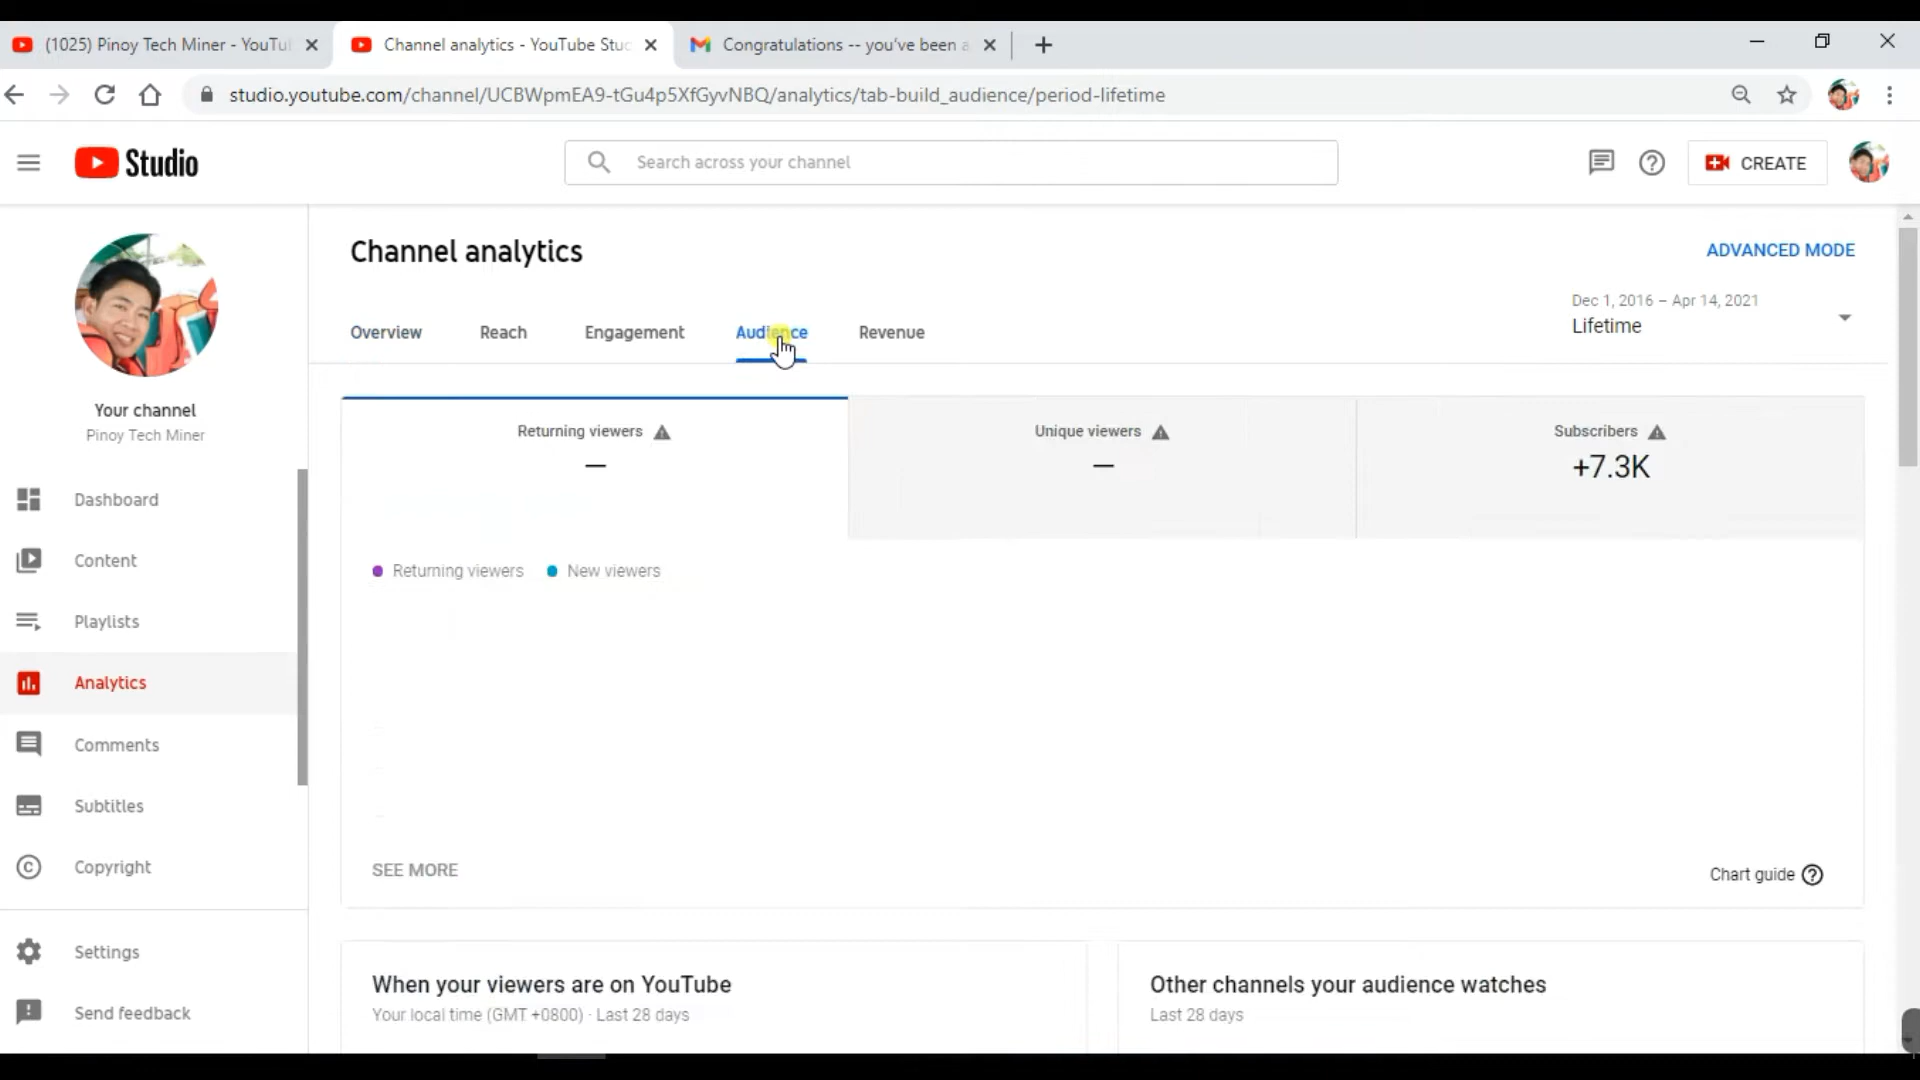 (1025) Pinoy Tech Miner - YouTu
Channel analytics - YouTube Stuc
Congratulations -- you've been a
studio.youtube.com/channel/UCBWpmEA9-tGu4p5XfGyvNBQ/analytics/tab-build_audience/period-lifetime
Studio
Search across your channel
CREATE
Channel analytics
ADVANCED MODE
Dec 1, 2016 – Apr 14, 2021
Lifetime
Overview
Reach
Engagement
Audience
Revenue
Your channel
Pinoy Tech Miner
Dashboard
Content
Playlists
Analytics
Comments
Subtitles
Copyright
Settings
Send feedback
Returning viewers
—
Unique viewers
—
Subscribers
+7.3K
Returning viewers
New viewers
SEE MORE
Chart guide
When your viewers are on YouTube
Your local time (GMT +0800) · Last 28 days
Other channels your audience watches
Last 28 days